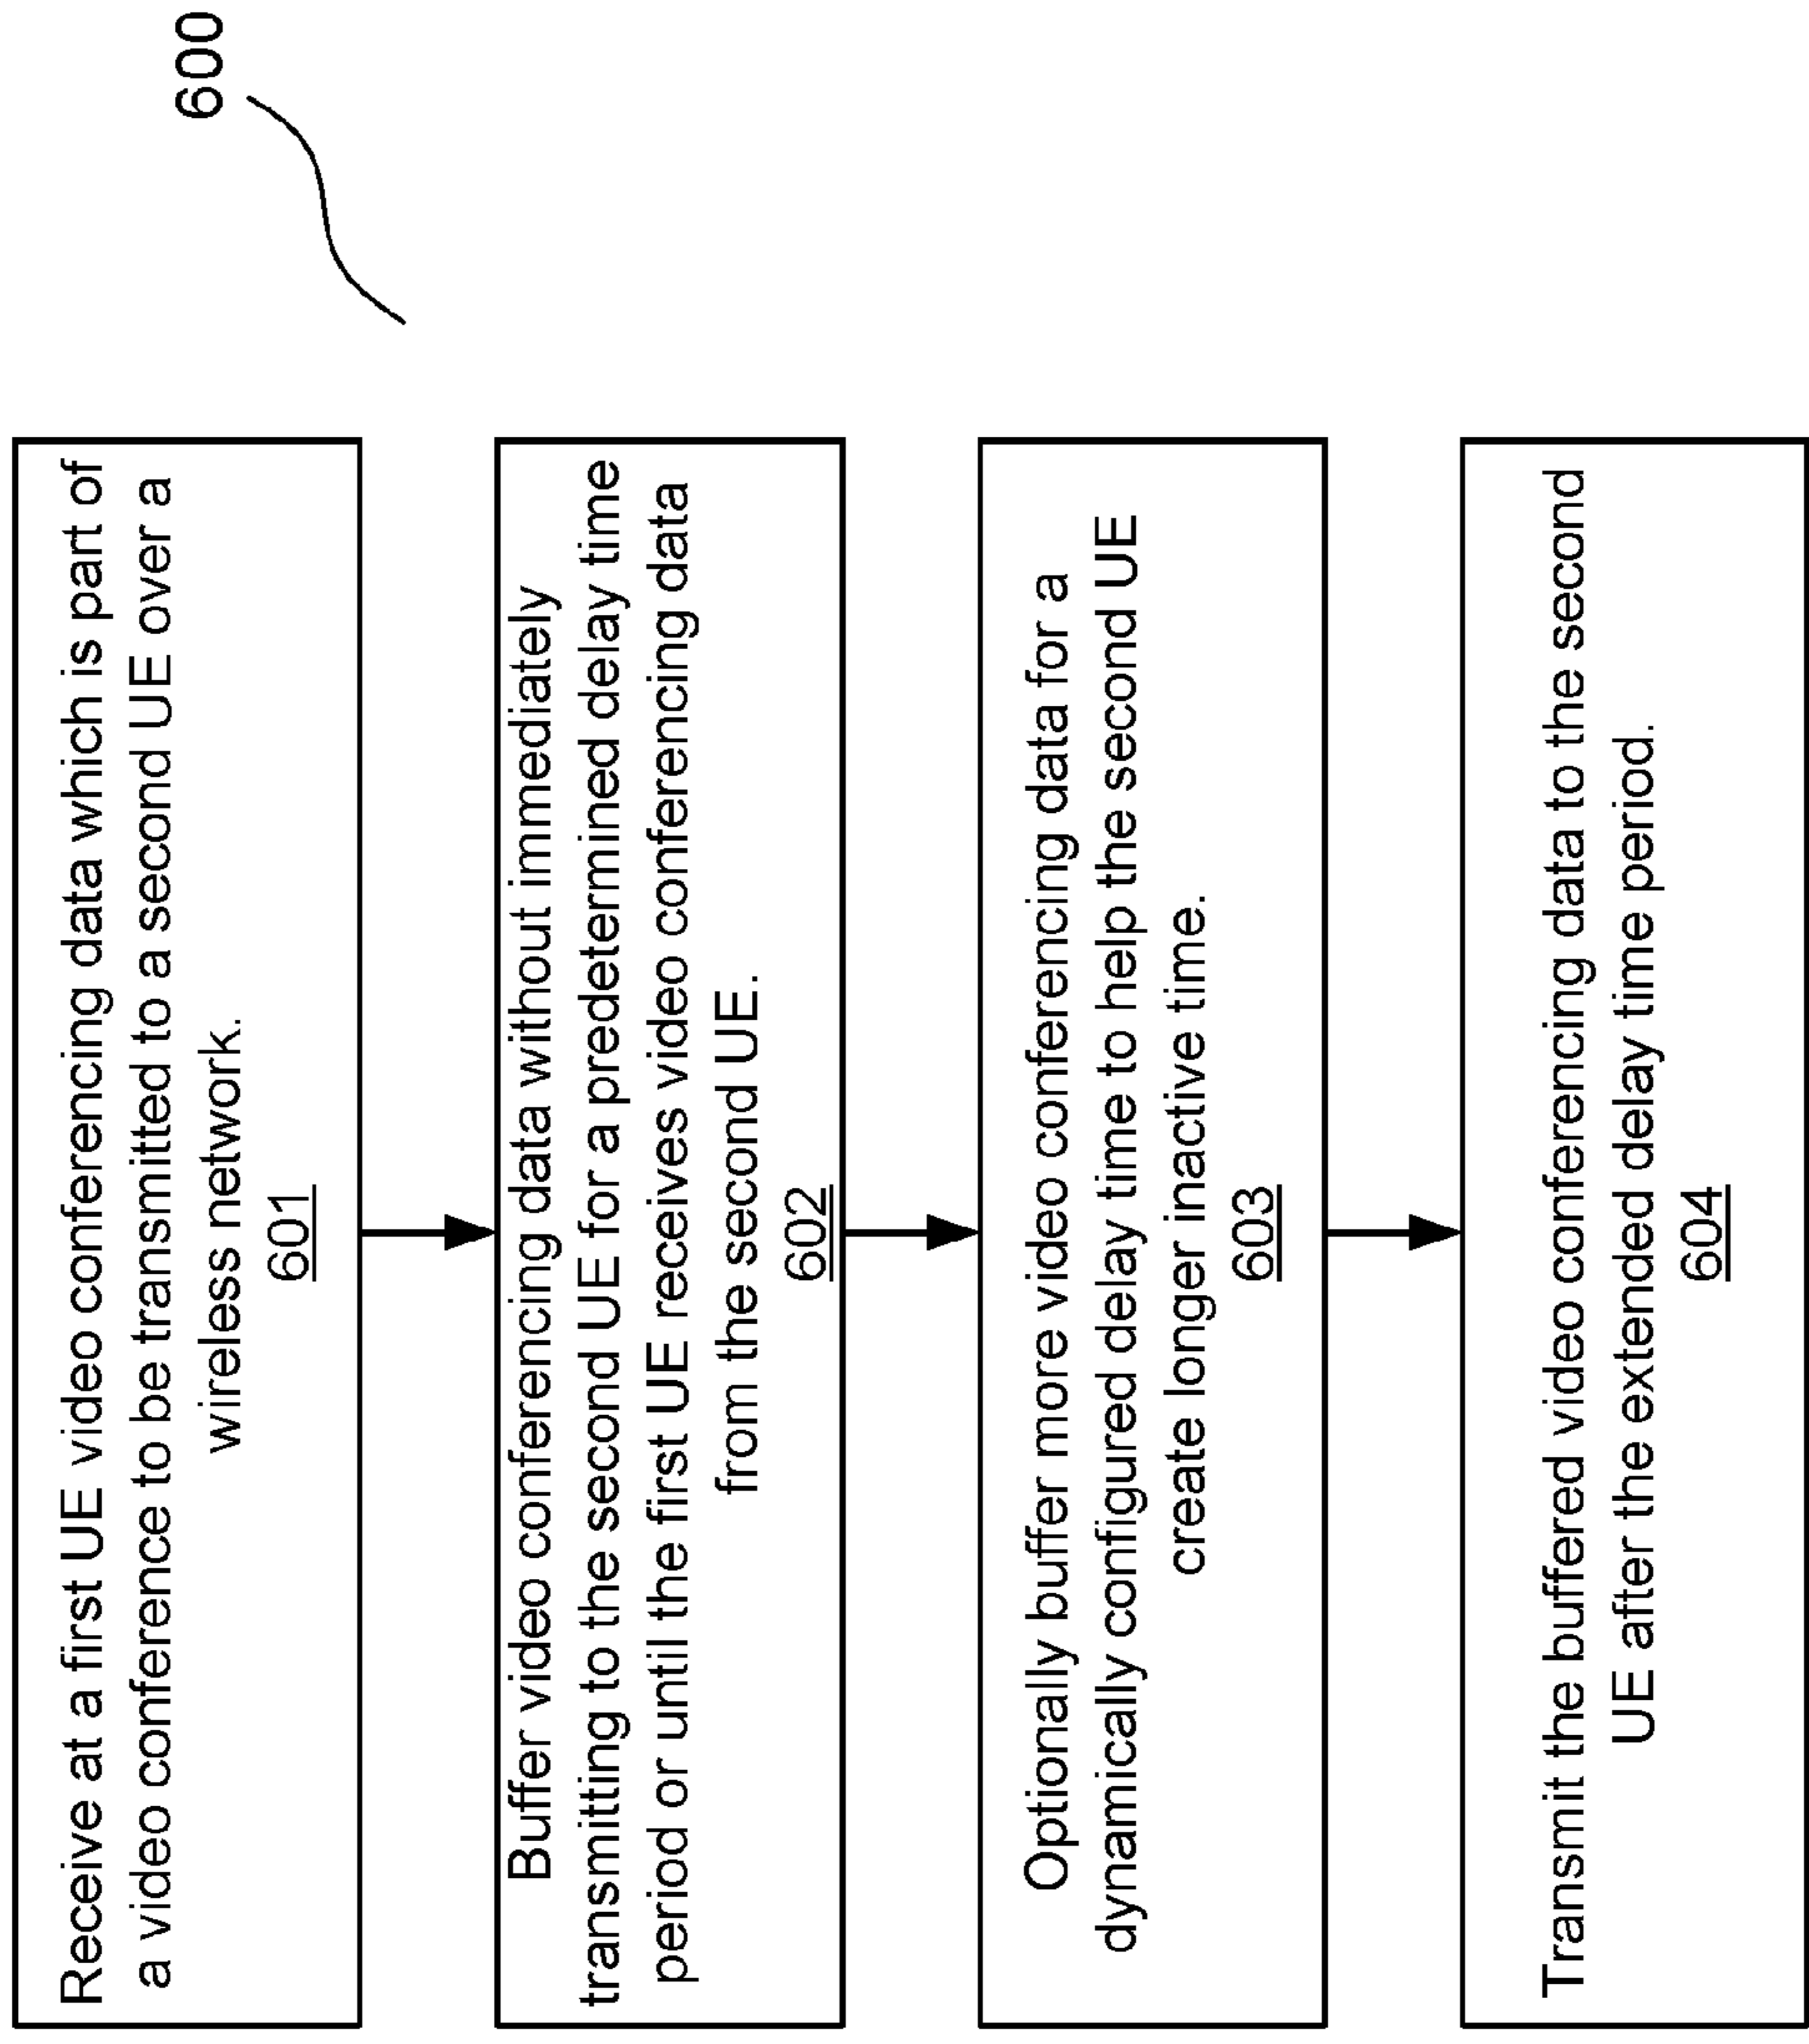 600
Receive at a first UE video conferencing data which is part of
a video conference to be transmitted to a second UE over a
wireless network.
601
Buffer video conferencing data without immediately
transmitting to the second UE for a predetermined delay time
period or until the first UE receives video conferencing data
from the second UE.
602
Optionally buffer more video conferencing data for a
dynamically configured delay time to help the second UE
create longer inactive time.
603
Transmit the buffered video conferencing data to the second
UE after the extended delay time period.
604